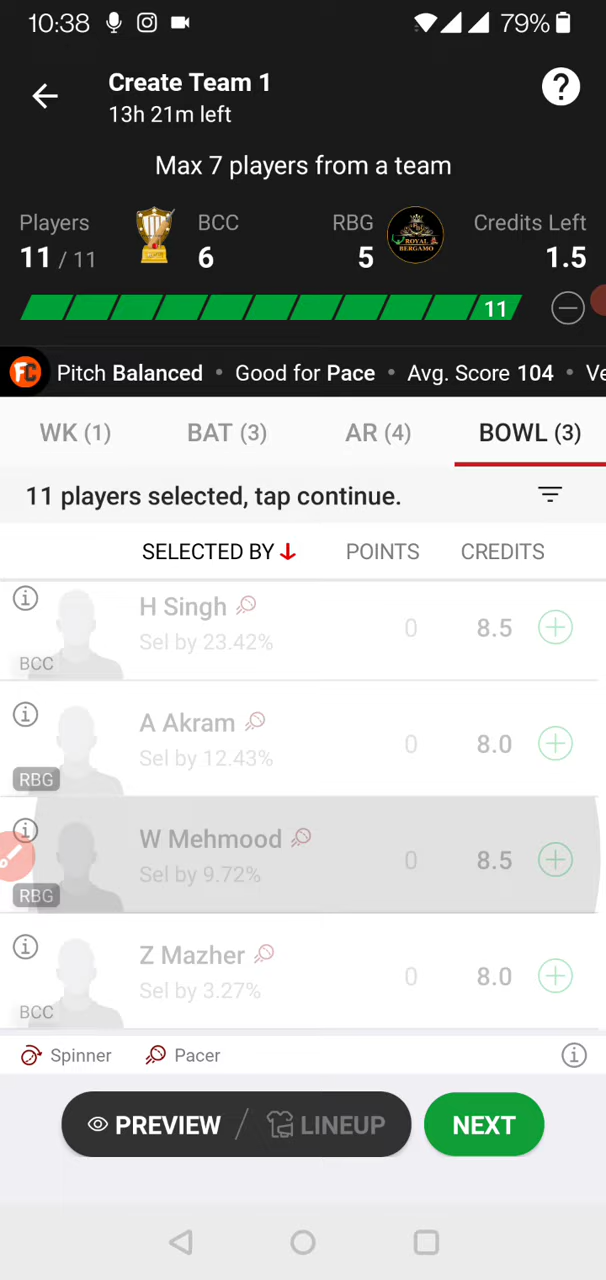 10:38 79%
Create Team 1
13h 21m left
?
Max 7 players from a team
Players BCC RBG Credits Left
11 / 11 6 5 1.5
ROYAL
BERGAMO
11
FC Pitch Balanced • Good for Pace • Avg. Score 104 • Ve
WK (1) BAT (3) AR (4) BOWL (3)
11 players selected, tap continue.
SELECTED BY POINTS CREDITS
H Singh
Sel by 23.42% 0 8.5
BCC
A Akram
Sel by 12.43% 0 8.0
RBG
W Mehmood
Sel by 9.72% 0 8.5
RBG
Z Mazher
Sel by 3.27% 0 8.0
BCC
Spinner Pacer
PREVIEW / LINEUP NEXT